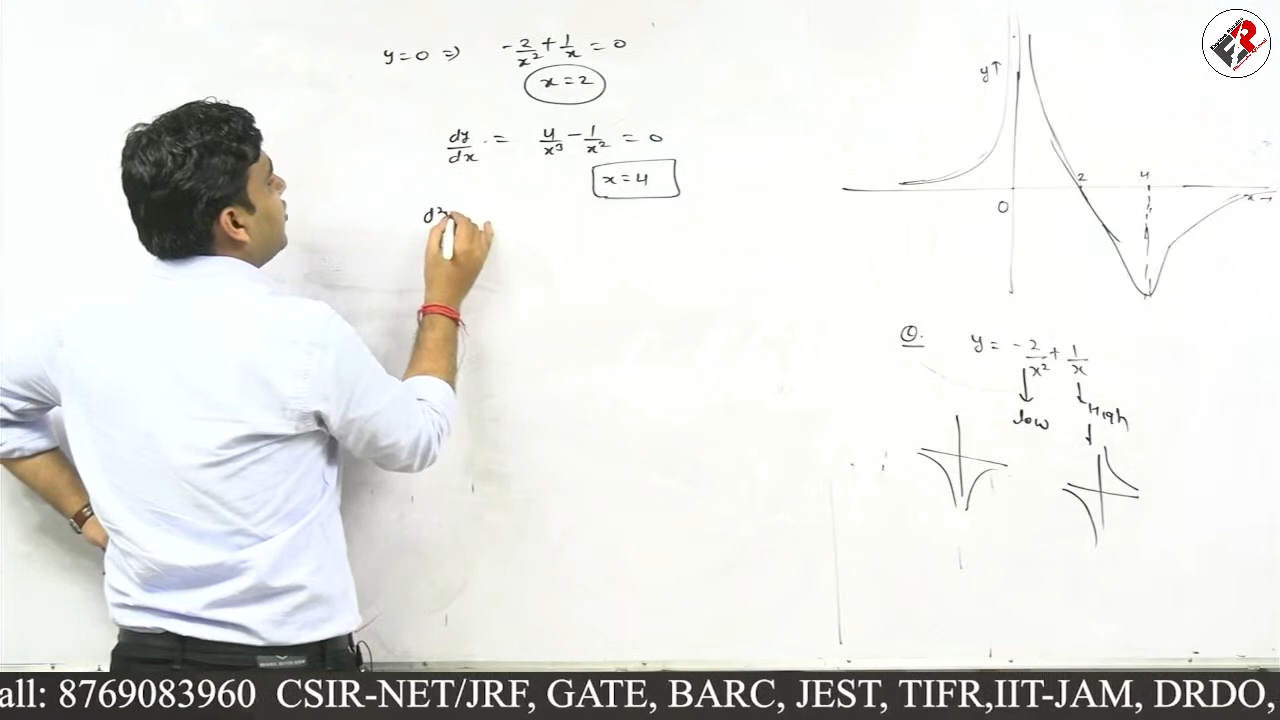 y = 0 ⇒ -2/x² + 1/x = 0
x = 2
dy/dx = 4/x³ - 1/x² = 0
x = 4
d²
y↑
2
4
0
x→
Q. y = -2/x² + 1/x
↓ ↓
low High
↓
all: 8769083960 CSIR-NET/JRF, GATE, BARC, JEST, TIFR,IIT-JAM, DRDO,